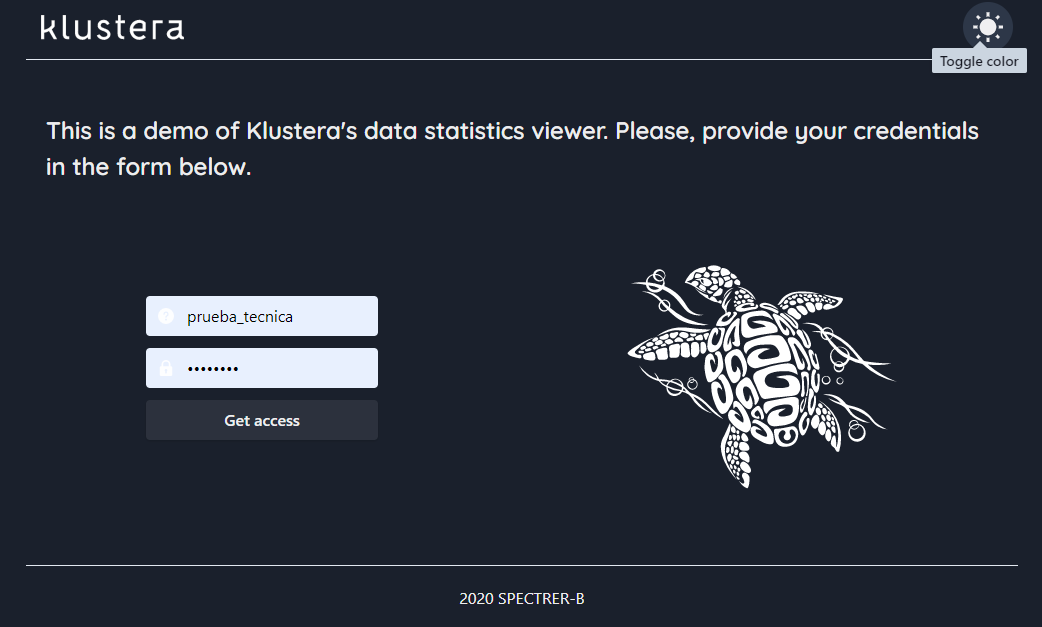 klustera
Toggle color
This is a demo of Klustera's data statistics viewer. Please, provide your credentials
in the form below.
prueba_tecnica
••••••••
Get access
2020 SPECTRER-B